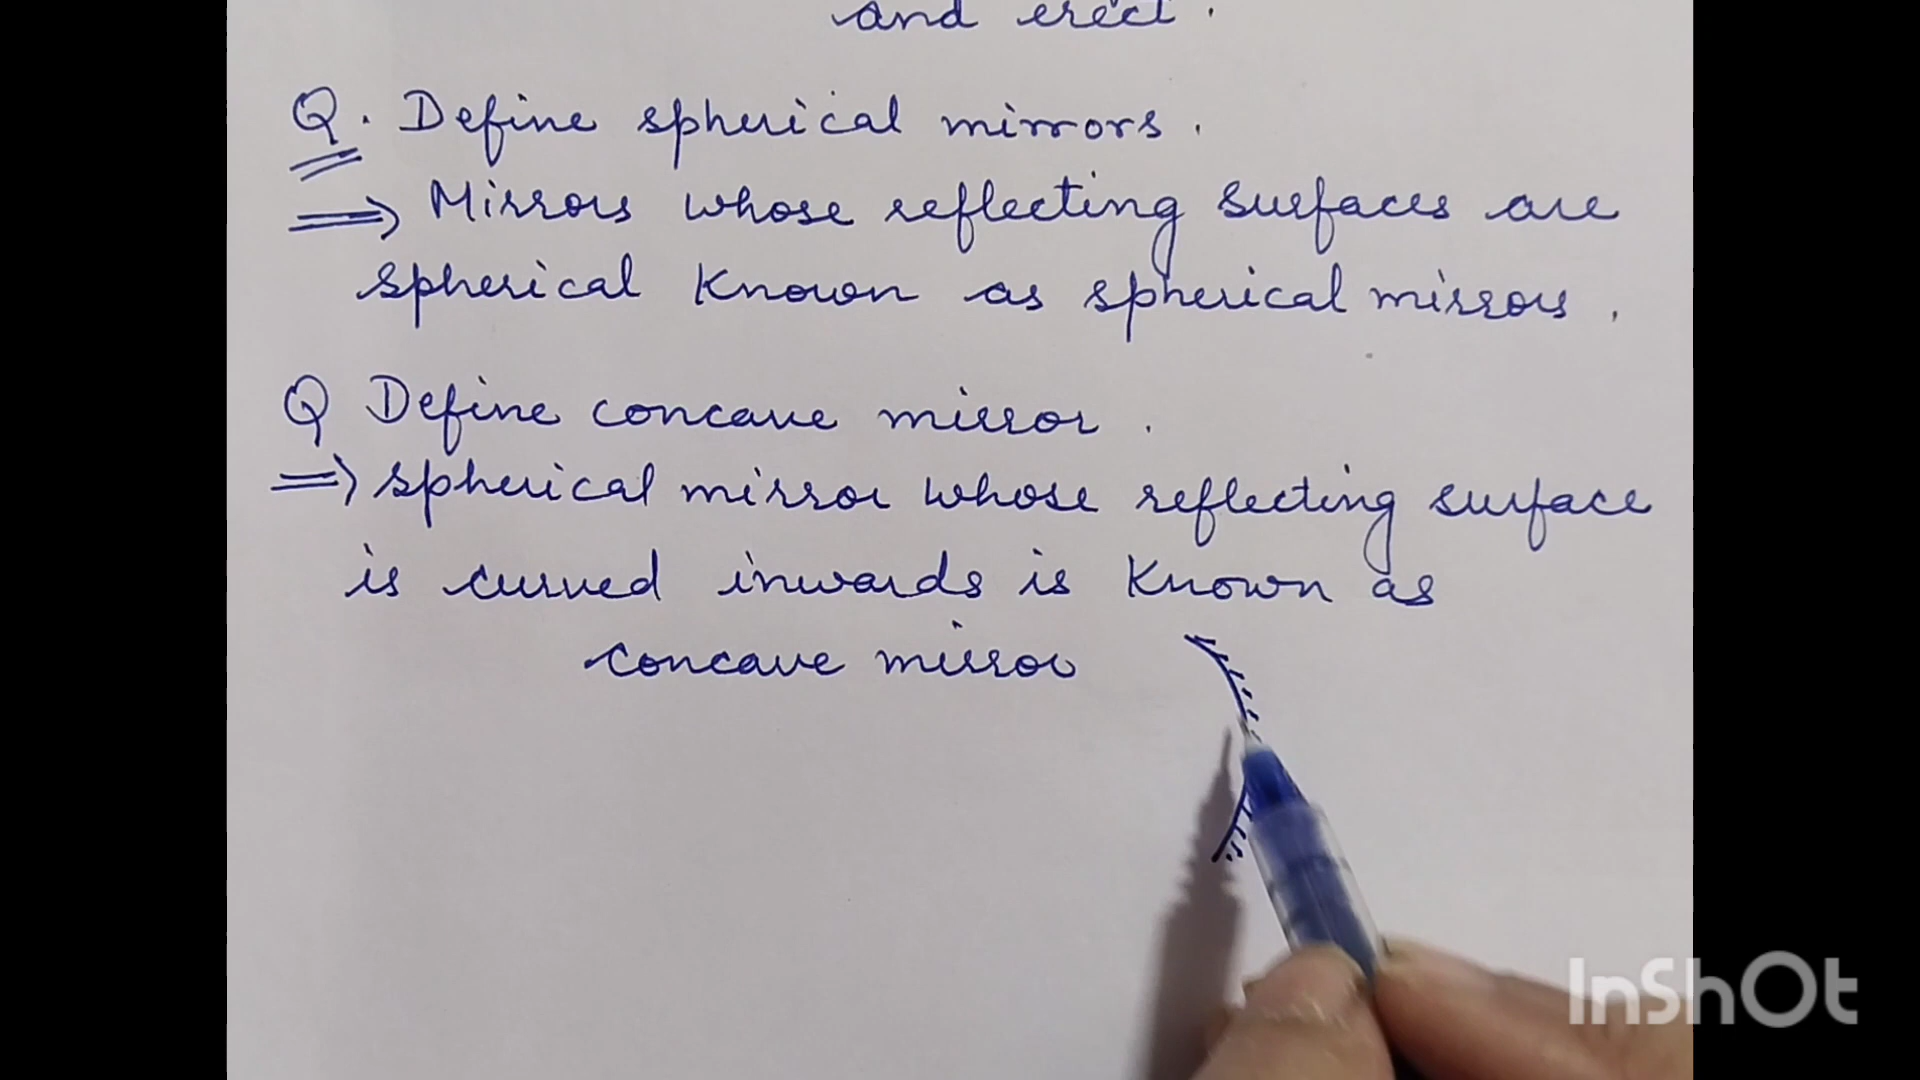 and erect.
Q. Define spherical mirrors.
⇒ Mirrors whose reflecting surfaces are
spherical known as spherical mirrors.
Q Define concave mirror.
⇒ spherical mirror whose reflecting surface
is curved inwards is known as
concave mirror
InShOt